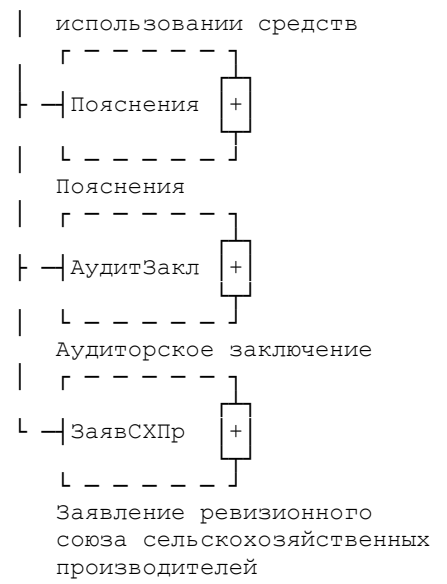 использовании средств
Пояснения +
Пояснения
АудитЗакл +
Аудиторское заключение
ЗаявСХПр +
Заявление ревизионного
союза сельскохозяйственных
производителей